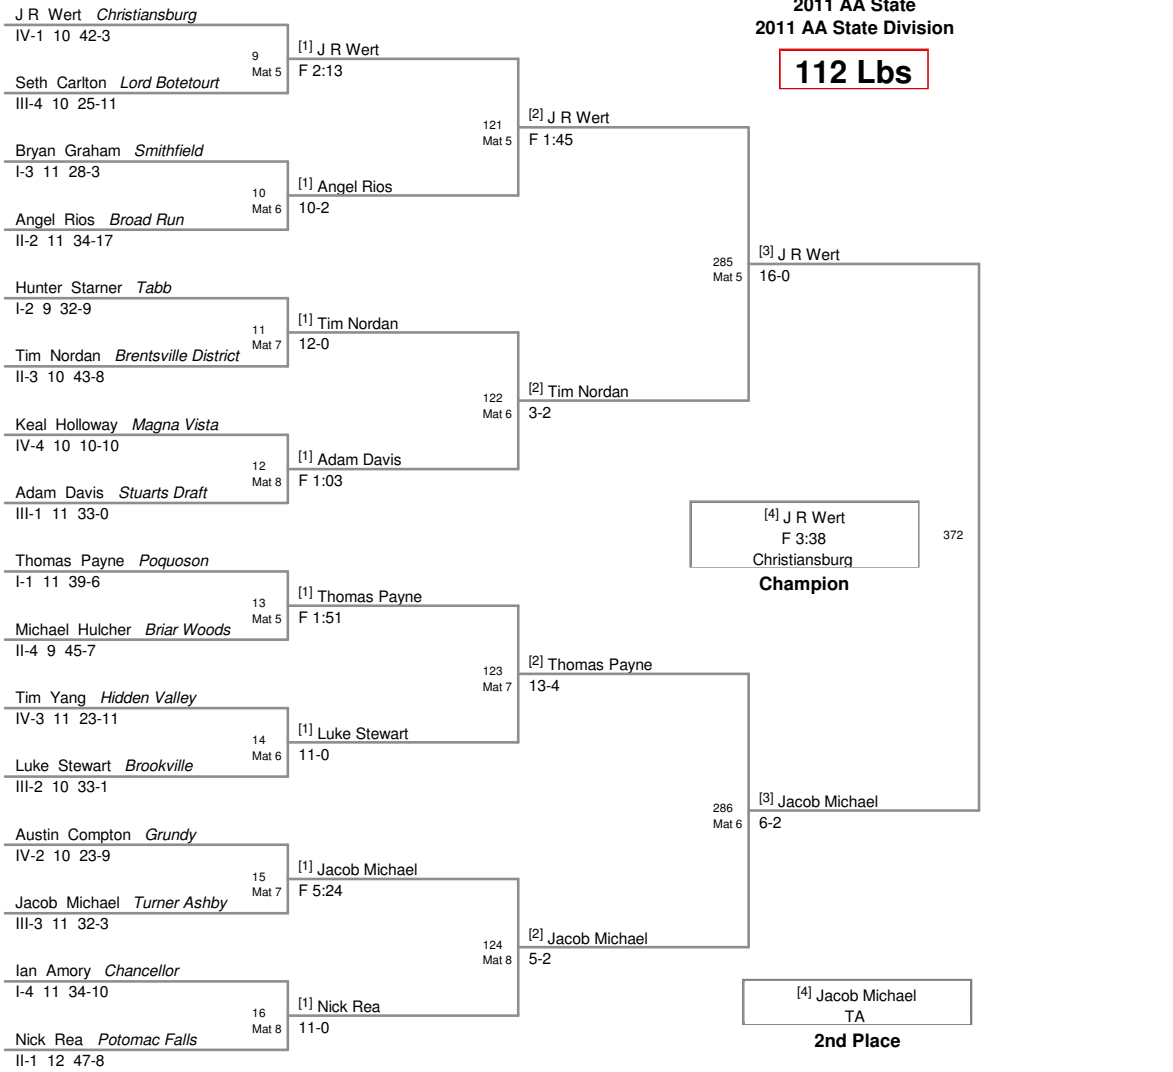 2011 AA State
2011 AA State Division
112 Lbs
J R Wert Christiansburg
IV-1 10 42-3
9
Mat 5
[1] J R Wert
F 2:13
Seth Carlton Lord Botetourt
III-4 10 25-11
121
Mat 5
[2] J R Wert
F 1:45
Bryan Graham Smithfield
I-3 11 28-3
10
Mat 6
[1] Angel Rios
10-2
Angel Rios Broad Run
II-2 11 34-17
285
Mat 5
[3] J R Wert
16-0
Hunter Starner Tabb
I-2 9 32-9
11
Mat 7
[1] Tim Nordan
12-0
Tim Nordan Brentsville District
II-3 10 43-8
122
Mat 6
[2] Tim Nordan
3-2
Keal Holloway Magna Vista
IV-4 10 10-10
12
Mat 8
[1] Adam Davis
F 1:03
Adam Davis Stuarts Draft
III-1 11 33-0
[4] J R Wert
F 3:38
Christiansburg
Champion
372
Thomas Payne Poquoson
I-1 11 39-6
13
Mat 5
[1] Thomas Payne
F 1:51
Michael Hulcher Briar Woods
II-4 9 45-7
123
Mat 7
[2] Thomas Payne
13-4
Tim Yang Hidden Valley
IV-3 11 23-11
14
Mat 6
[1] Luke Stewart
11-0
Luke Stewart Brookville
III-2 10 33-1
286
Mat 6
[3] Jacob Michael
6-2
Austin Compton Grundy
IV-2 10 23-9
15
Mat 7
[1] Jacob Michael
F 5:24
Jacob Michael Turner Ashby
III-3 11 32-3
124
Mat 8
[2] Jacob Michael
5-2
Ian Amory Chancellor
I-4 11 34-10
16
Mat 8
[1] Nick Rea
11-0
Nick Rea Potomac Falls
II-1 12 47-8
[4] Jacob Michael
TA
2nd Place